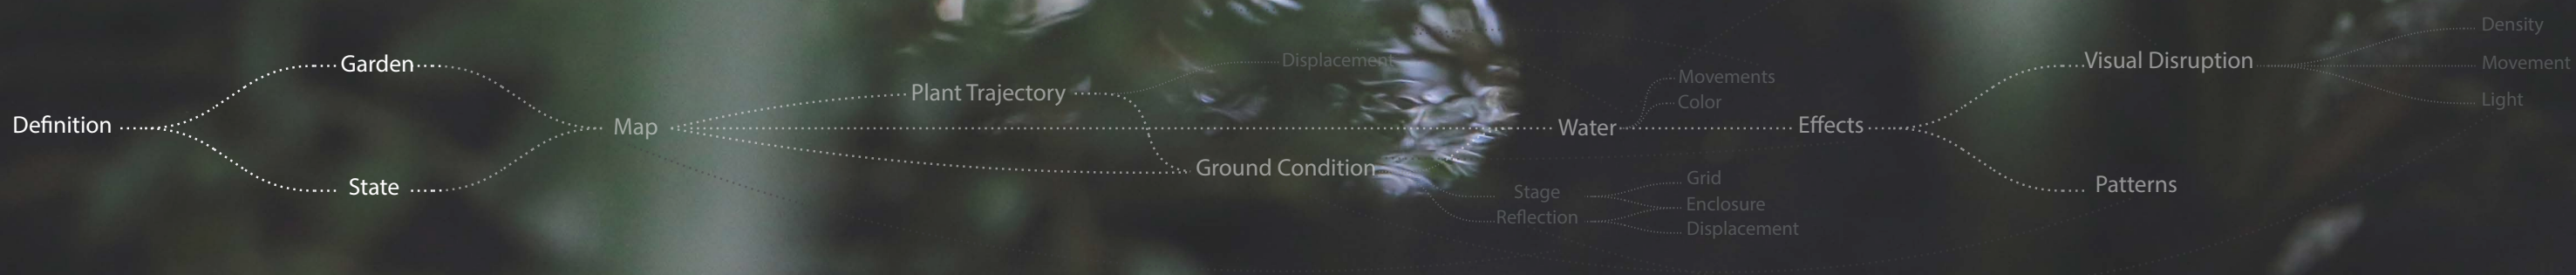 Definition
Garden
State
Map
Plant Trajectory
Displacement
Ground Condition
Water
Movements
Color
Stage
Reflection
Grid
Enclosure
Displacement
Effects
Visual Disruption
Patterns
Density
Movement
Light